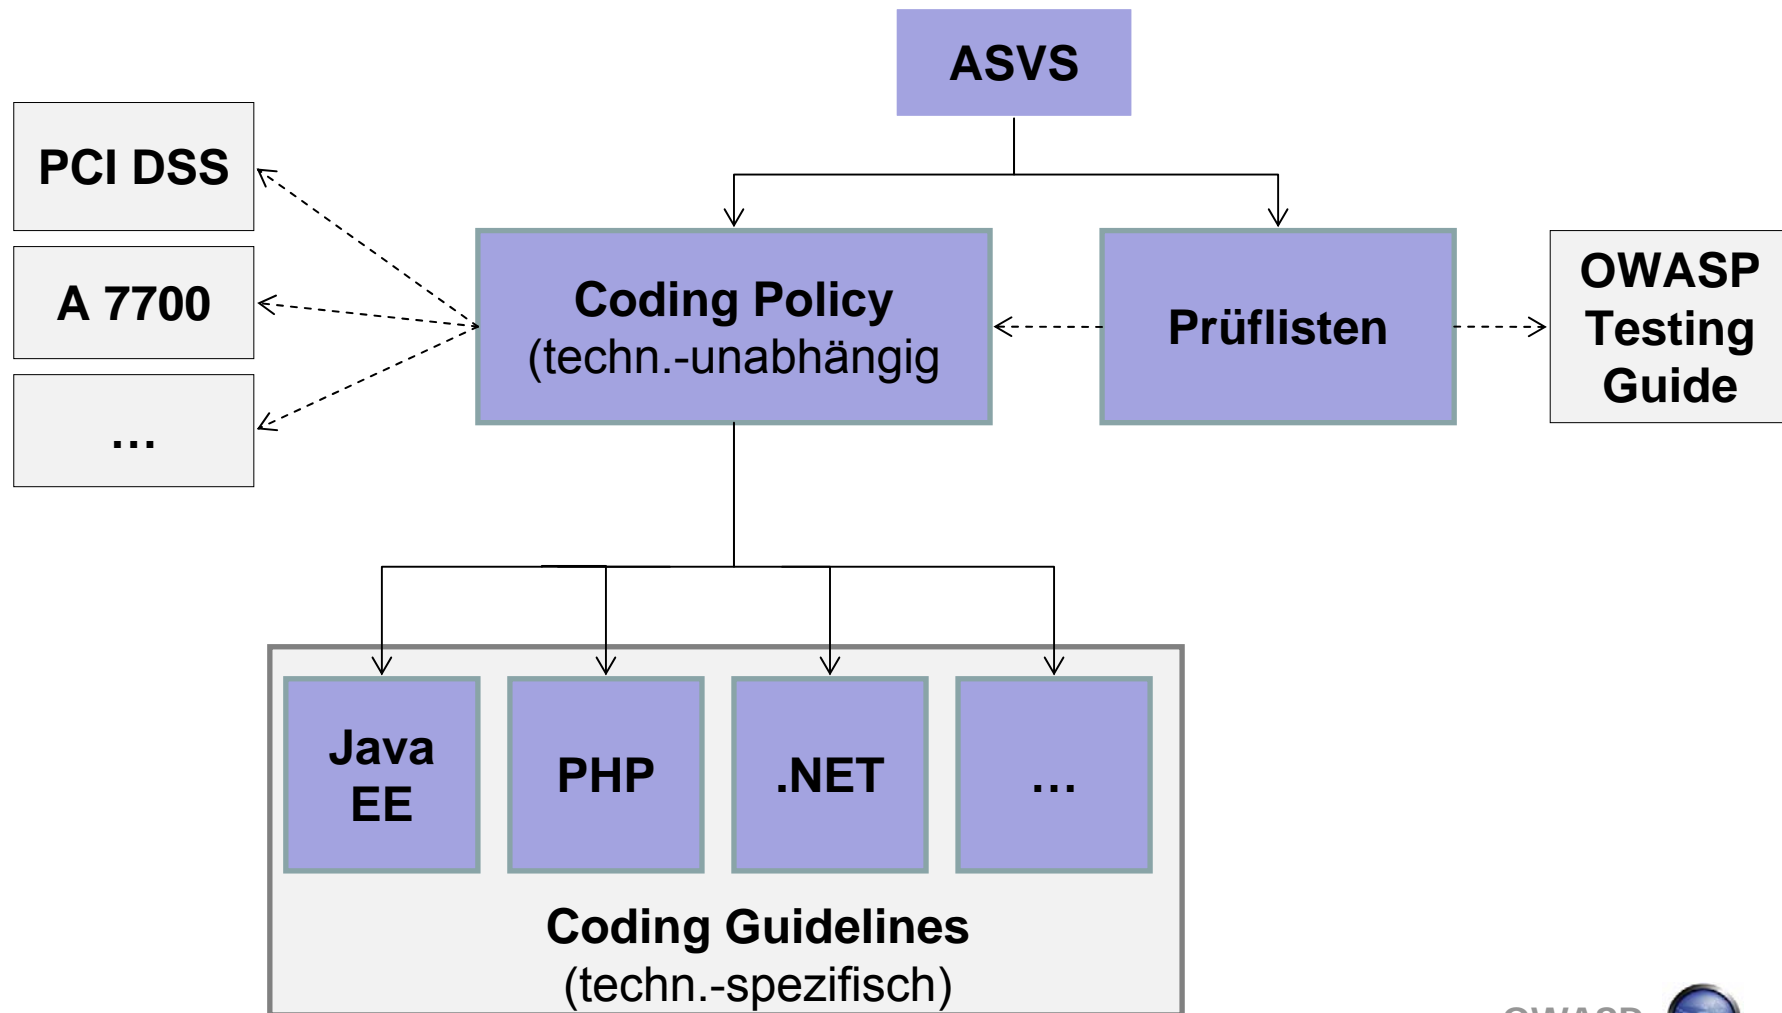 ASVS
PCI DSS
A 7700
…
Coding Policy
(techn.-unabhängig
Prüflisten
OWASP
Testing
Guide
Java
EE
PHP
.NET
…
Coding Guidelines
(techn.-spezifisch)
OWASP